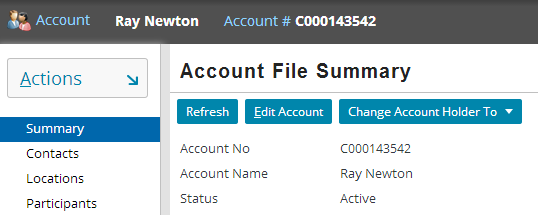 Account Ray Newton Account # C000143542
Actions
Summary
Contacts
Locations
Participants
Account File Summary
Refresh Edit Account Change Account Holder To
Account No C000143542
Account Name Ray Newton
Status Active